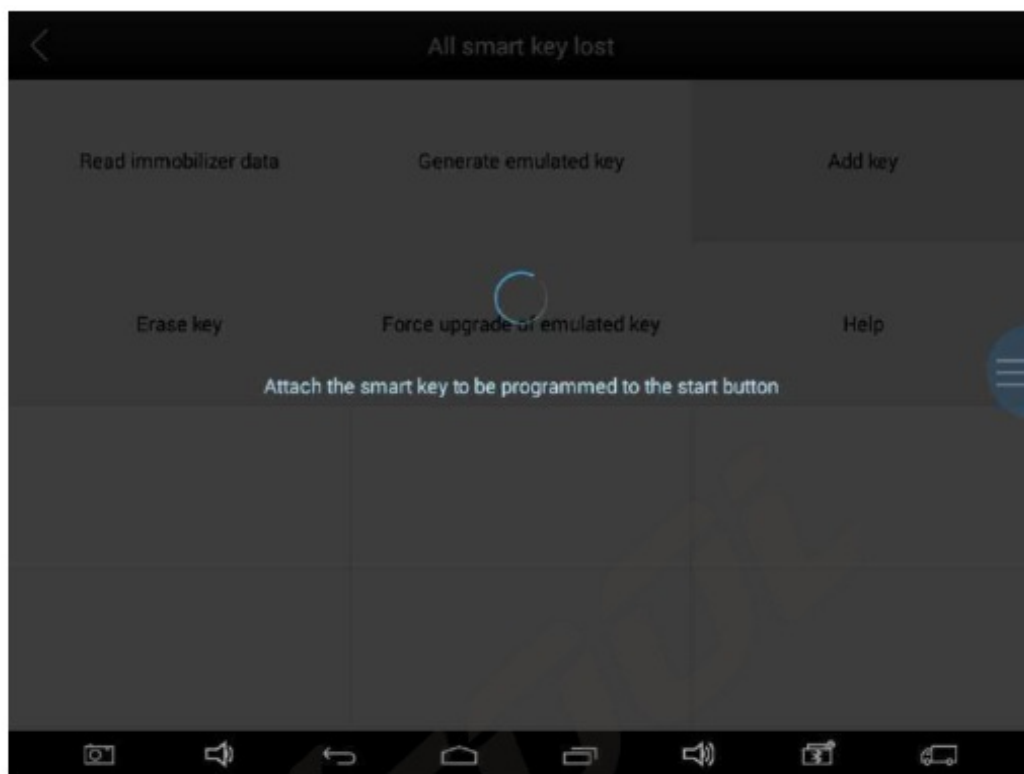 All smart key lost
Read immobilizer data
Generate emulated key
Add key
Erase key
Force upgrade of emulated key
Help
Attach the smart key to be programmed to the start button